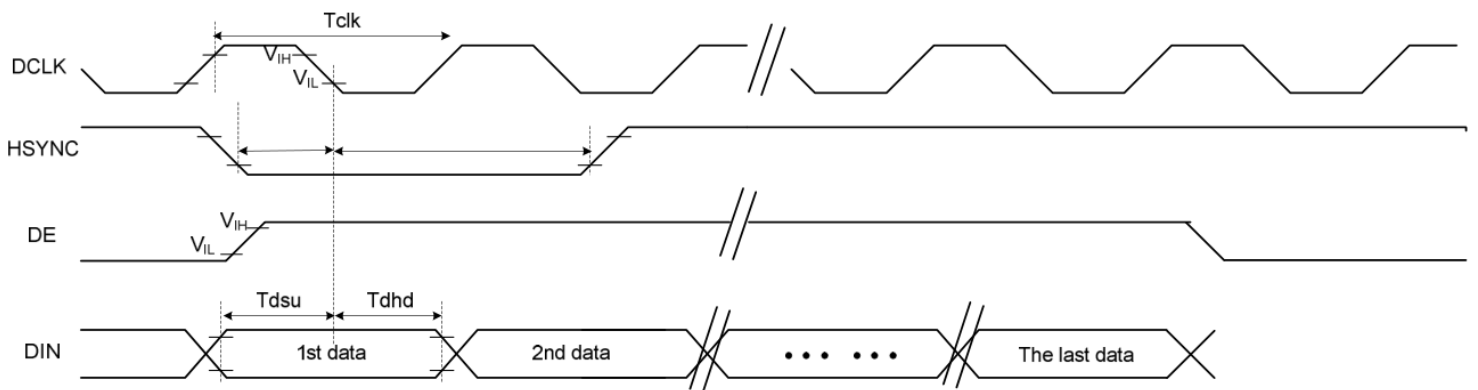 Tclk
DCLK
VIH
VIL
HSYNC
DE
VIH
VIL
Tdsu
Tdhd
DIN
1st data
2nd data
••• •••
The last data